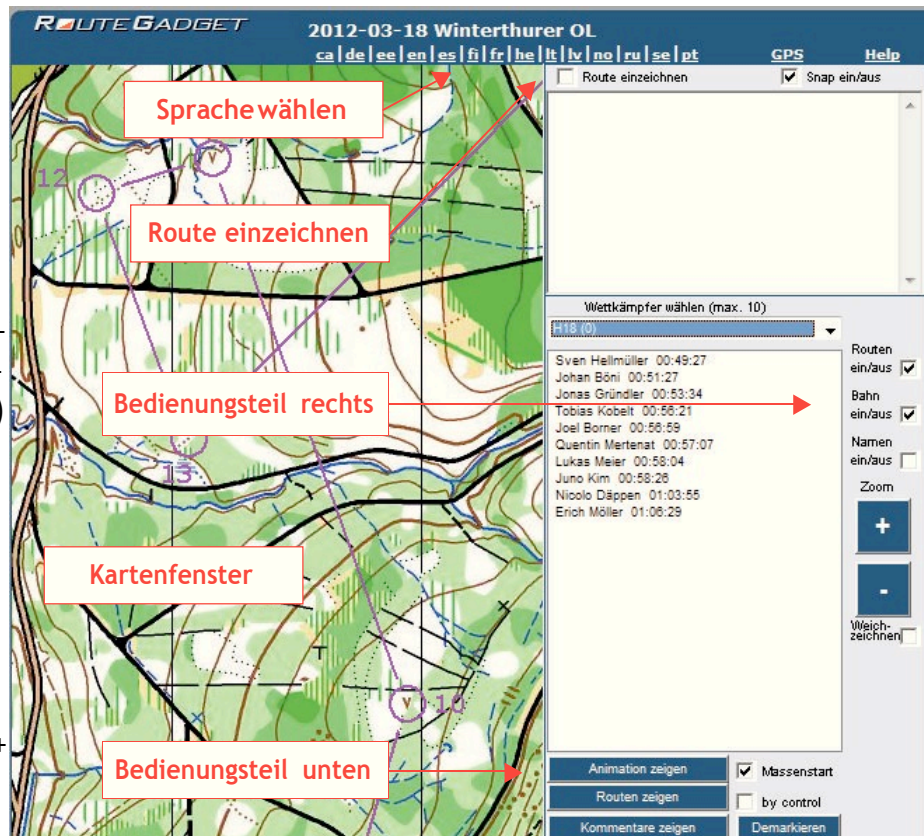 ROUTEGADGET
2012-03-18 Winterthurer OL
ca|de|ee|en|es|fi|fr|he|lt|lv|no|ru|se|pt
GPS
Help
Route einzeichnen
Snap ein/aus
Sprache wählen
12
Route einzeichnen
Wettkämpfer wählen (max. 10)
H18 (0)
Sven Hellmüller 00:49:27
Johan Böni 00:51:27
Jonas Gründler 00:53:34
Tobias Kobelt 00:56:21
Joel Borner 00:56:59
Quentin Mertenat 00:57:07
Lukas Meier 00:58:04
Juno Kim 00:58:26
Nicolo Däppen 01:03:55
Erich Möller 01:06:29
Routen
ein/aus
Bahn
ein/aus
Namen
ein/aus
Zoom
+
-
Weich-
zeichnen
Bedienungsteil rechts
13
Kartenfenster
10
Bedienungsteil unten
Animation zeigen
Massenstart
Routen zeigen
by control
Kommentare zeigen
Demarkieren